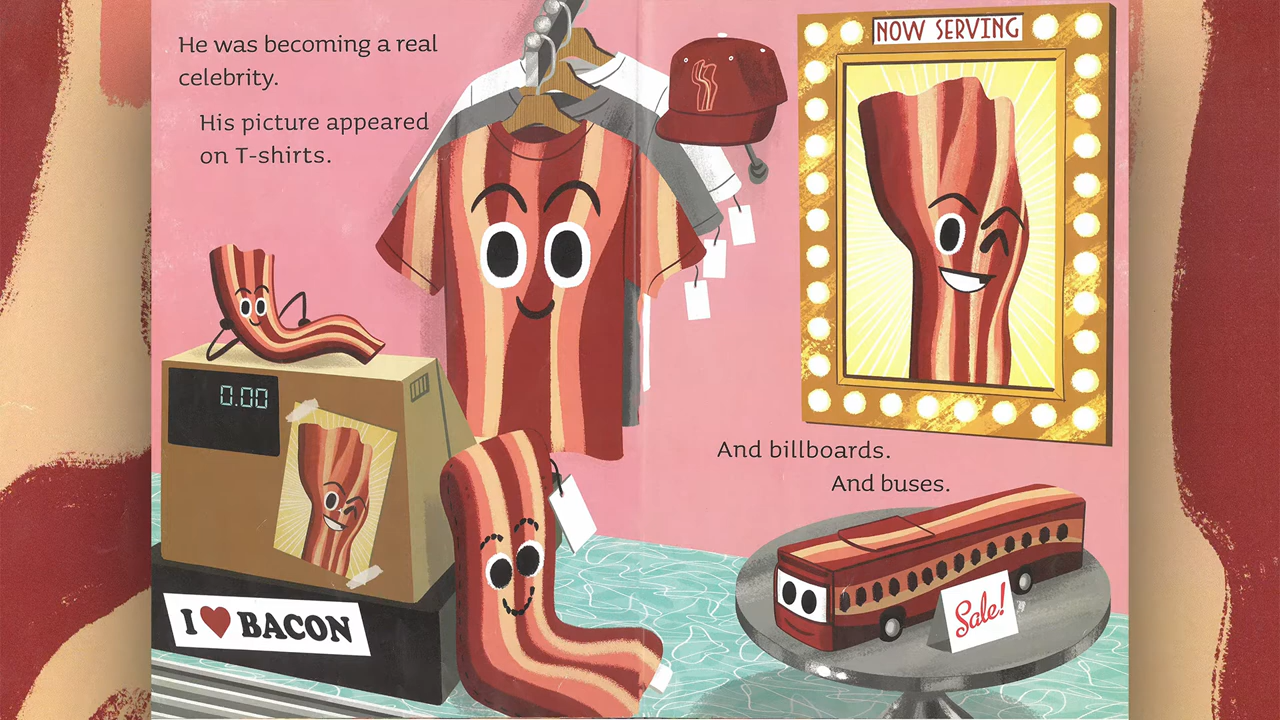 He was becoming a real
celebrity.
His picture appeared
on T-shirts.
NOW SERVING
0.00
I ♥ BACON
And billboards.
And buses.
Sale!